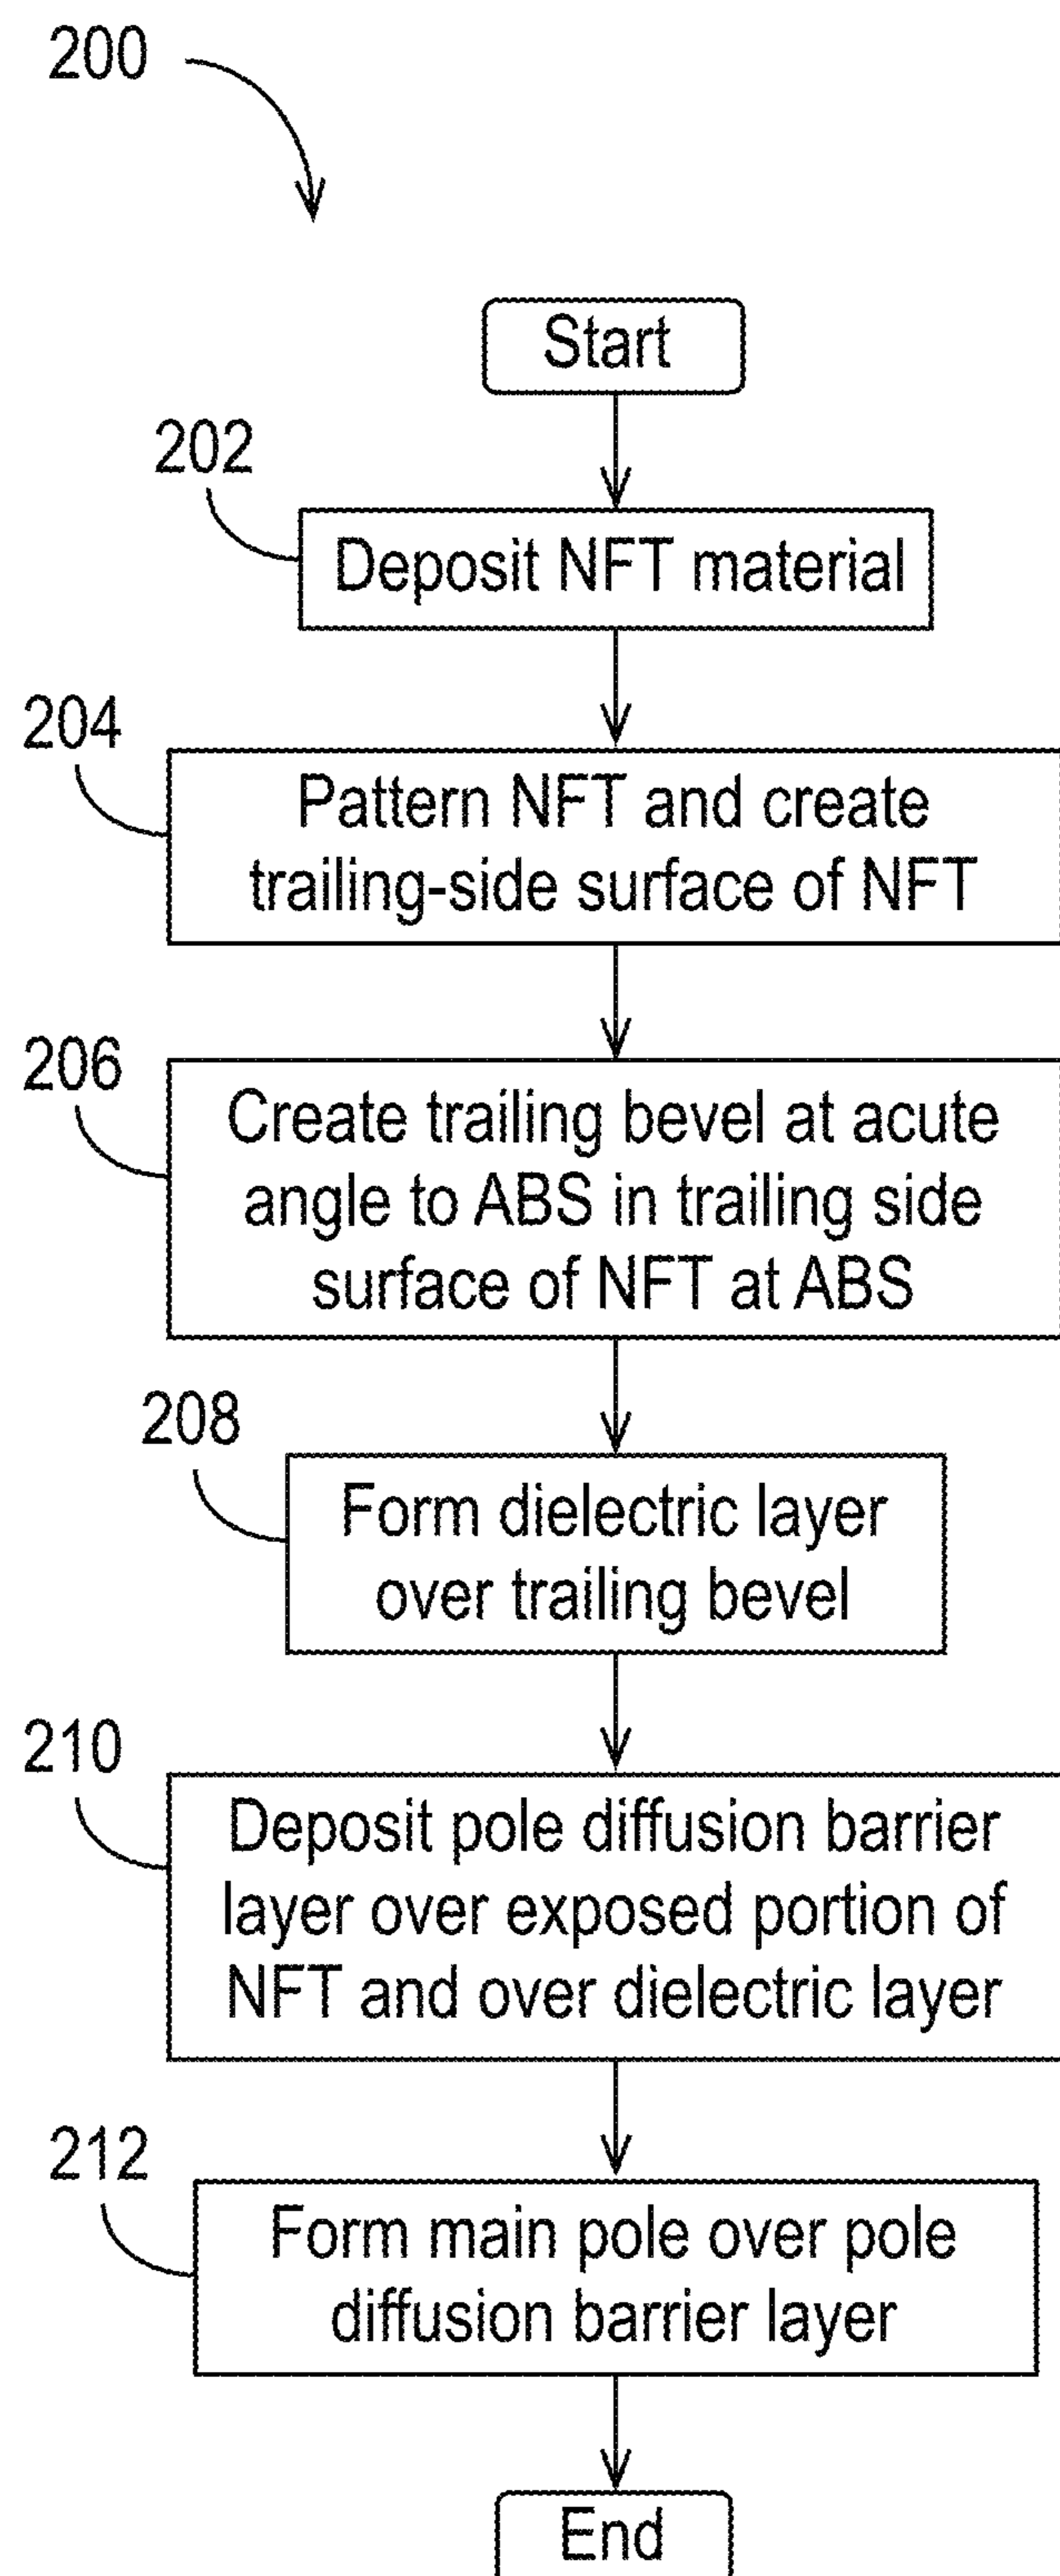 200
Start
202
Deposit NFT material
204
Pattern NFT and create
trailing-side surface of NFT
206
Create trailing bevel at acute
angle to ABS in trailing side
surface of NFT at ABS
208
Form dielectric layer
over trailing bevel
210
Deposit pole diffusion barrier
layer over exposed portion of
NFT and over dielectric layer
212
Form main pole over pole
diffusion barrier layer
End